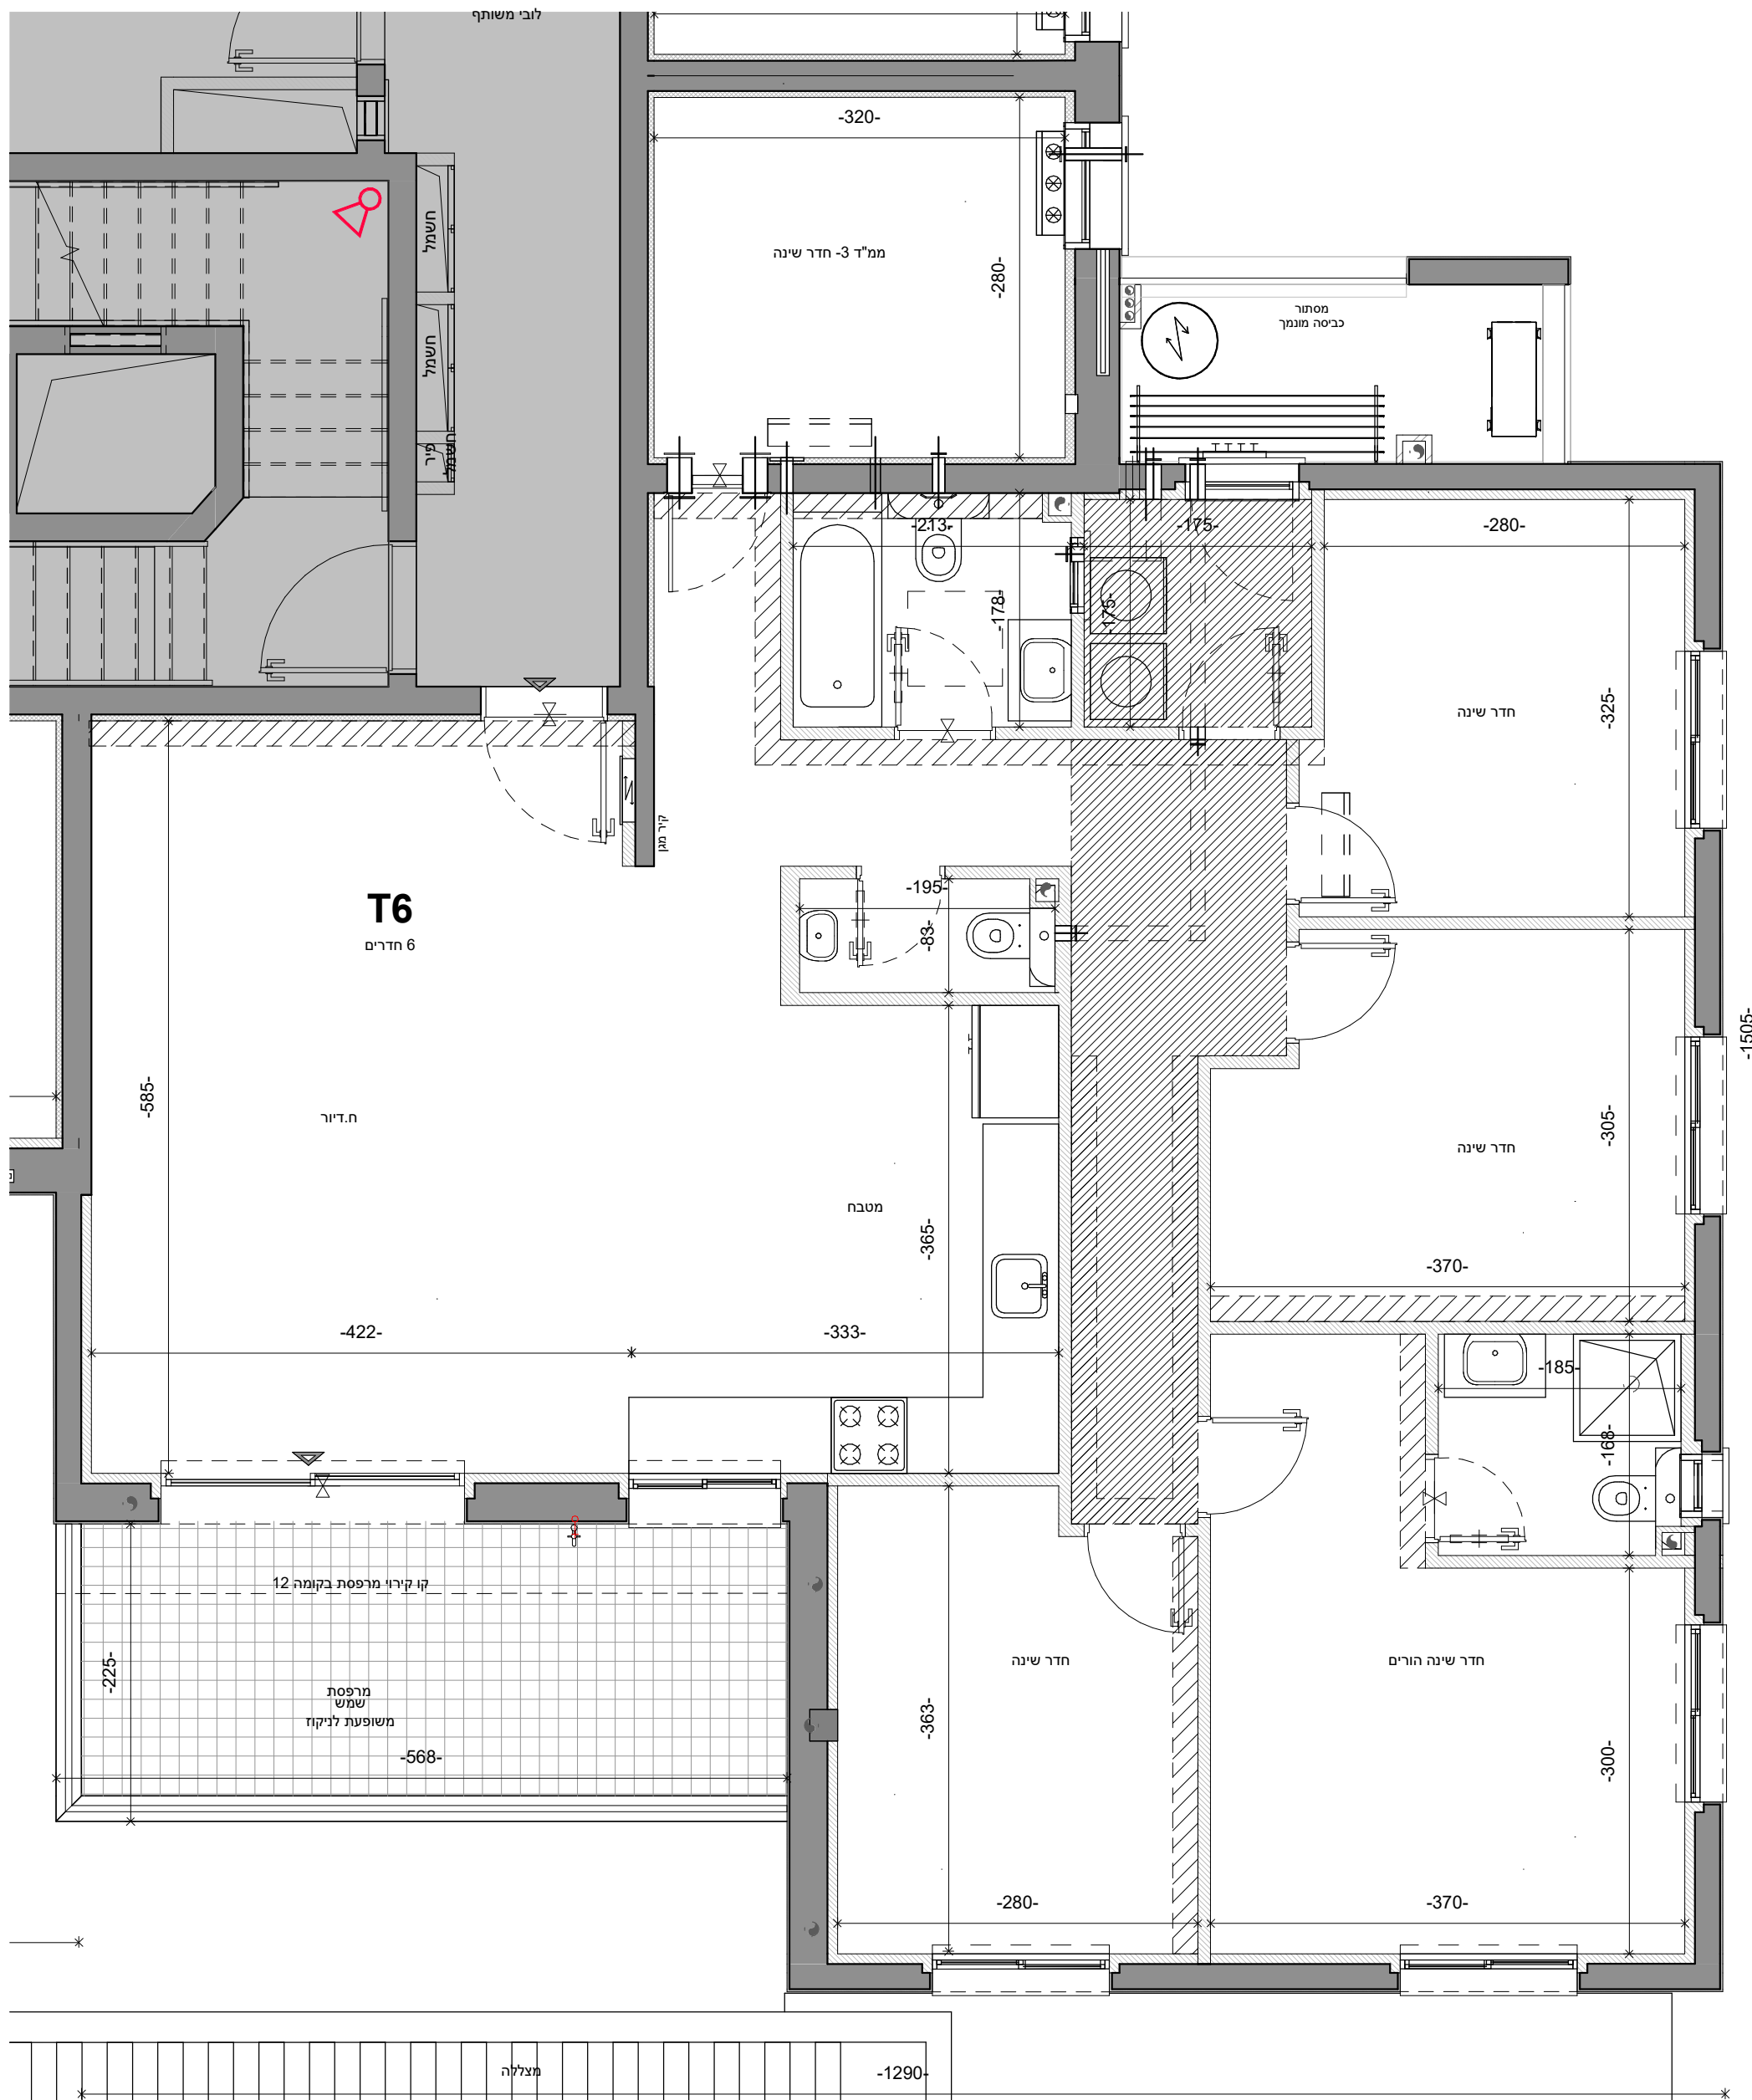 לובי משותף
-320-
חשמל
ממ"ד 3- חדר שינה
-280-
מסתור
כביסה מונמך
חשמל
פיר
חשמל
-213-
-175-
-280-
-178-
-175-
חדר שינה
-325-
קיר מגן
T6
6 חדרים
-195-
-83-
-1505-
-585-
ח.דיור
-305-
חדר שינה
מטבח
-365-
-370-
-422-
-333-
-185-
-168-
קו קירוי מרפסת בקומה 12
-225-
חדר שינה
חדר שינה הורים
מרפסת
שמש
משופעת לניקוז
-363-
-300-
-568-
-280-
-370-
מצללה
-1290-